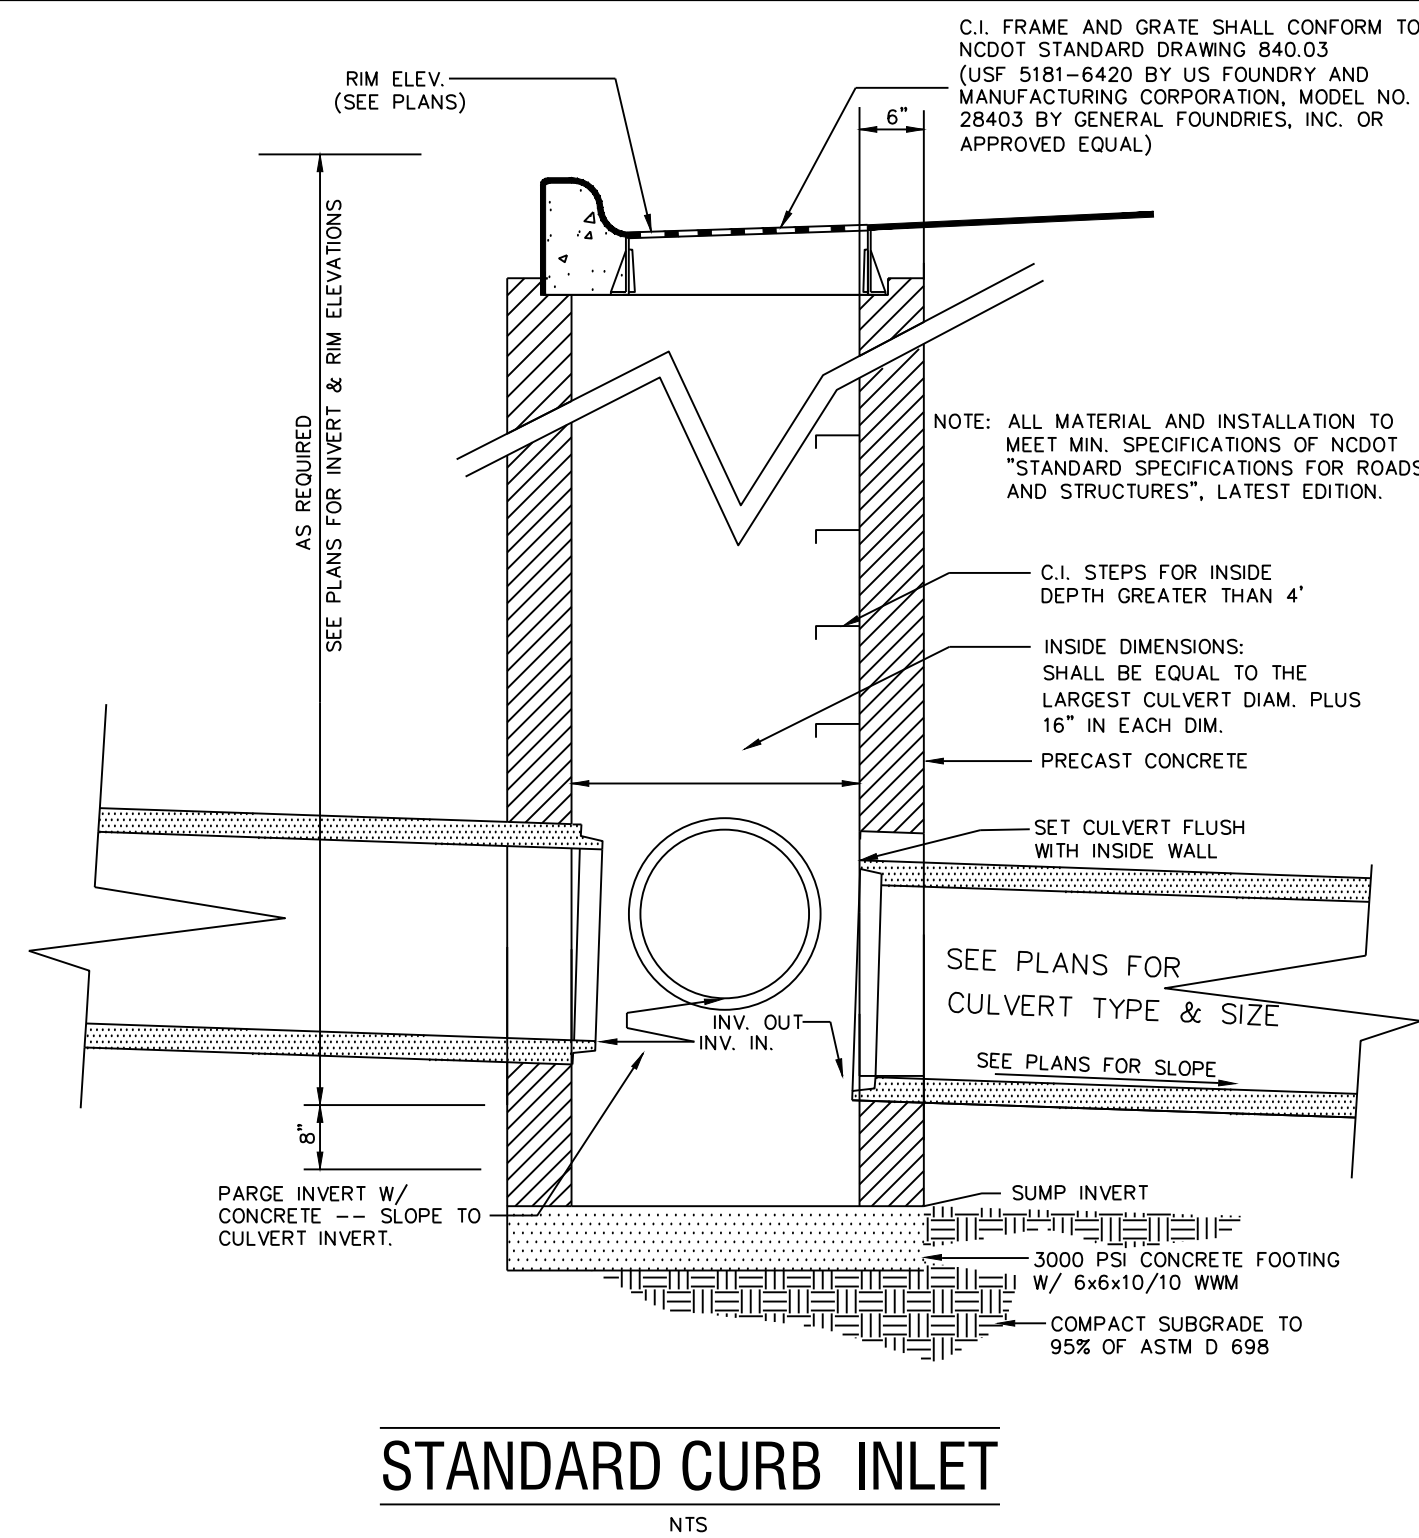 C.I. FRAME AND GRATE SHALL CONFORM TO
NCDOT STANDARD DRAWING 840.03
(USF 5181-6420 BY US FOUNDRY AND
MANUFACTURING CORPORATION, MODEL NO.
28403 BY GENERAL FOUNDRIES, INC. OR
APPROVED EQUAL)
RIM ELEV.
(SEE PLANS)
6"
AS REQUIRED
SEE PLANS FOR INVERT & RIM ELEVATIONS
NOTE: ALL MATERIAL AND INSTALLATION TO
MEET MIN. SPECIFICATIONS OF NCDOT
"STANDARD SPECIFICATIONS FOR ROADS
AND STRUCTURES", LATEST EDITION.
C.I. STEPS FOR INSIDE
DEPTH GREATER THAN 4'
INSIDE DIMENSIONS:
SHALL BE EQUAL TO THE
LARGEST CULVERT DIAM. PLUS
16" IN EACH DIM.
PRECAST CONCRETE
SET CULVERT FLUSH
WITH INSIDE WALL
SEE PLANS FOR
CULVERT TYPE & SIZE
INV. OUT
INV. IN.
SEE PLANS FOR SLOPE
8"
PARGE INVERT W/
CONCRETE -- SLOPE TO
CULVERT INVERT.
SUMP INVERT
3000 PSI CONCRETE FOOTING
W/ 6x6x10/10 WWM
COMPACT SUBGRADE TO
95% OF ASTM D 698
STANDARD CURB INLET
NTS